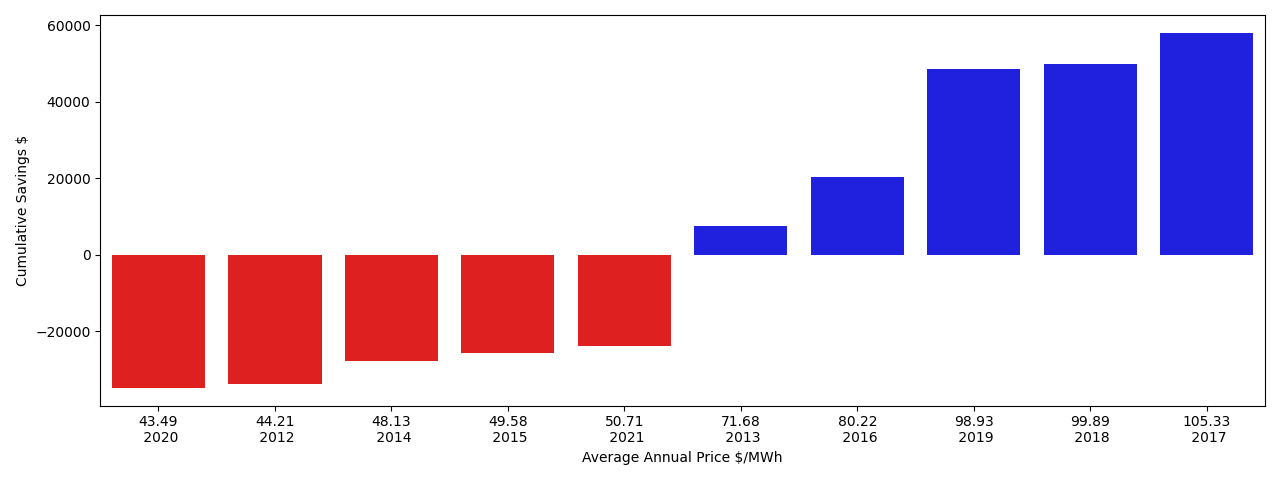 Cumulative Savings $
60000
40000
20000
0
−20000
43.49 44.21 48.13 49.58 50.71 71.68 80.22 98.93 99.89 105.33
2020 2012 2014 2015 2021 2013 2016 2019 2018 2017
Average Annual Price $/MWh